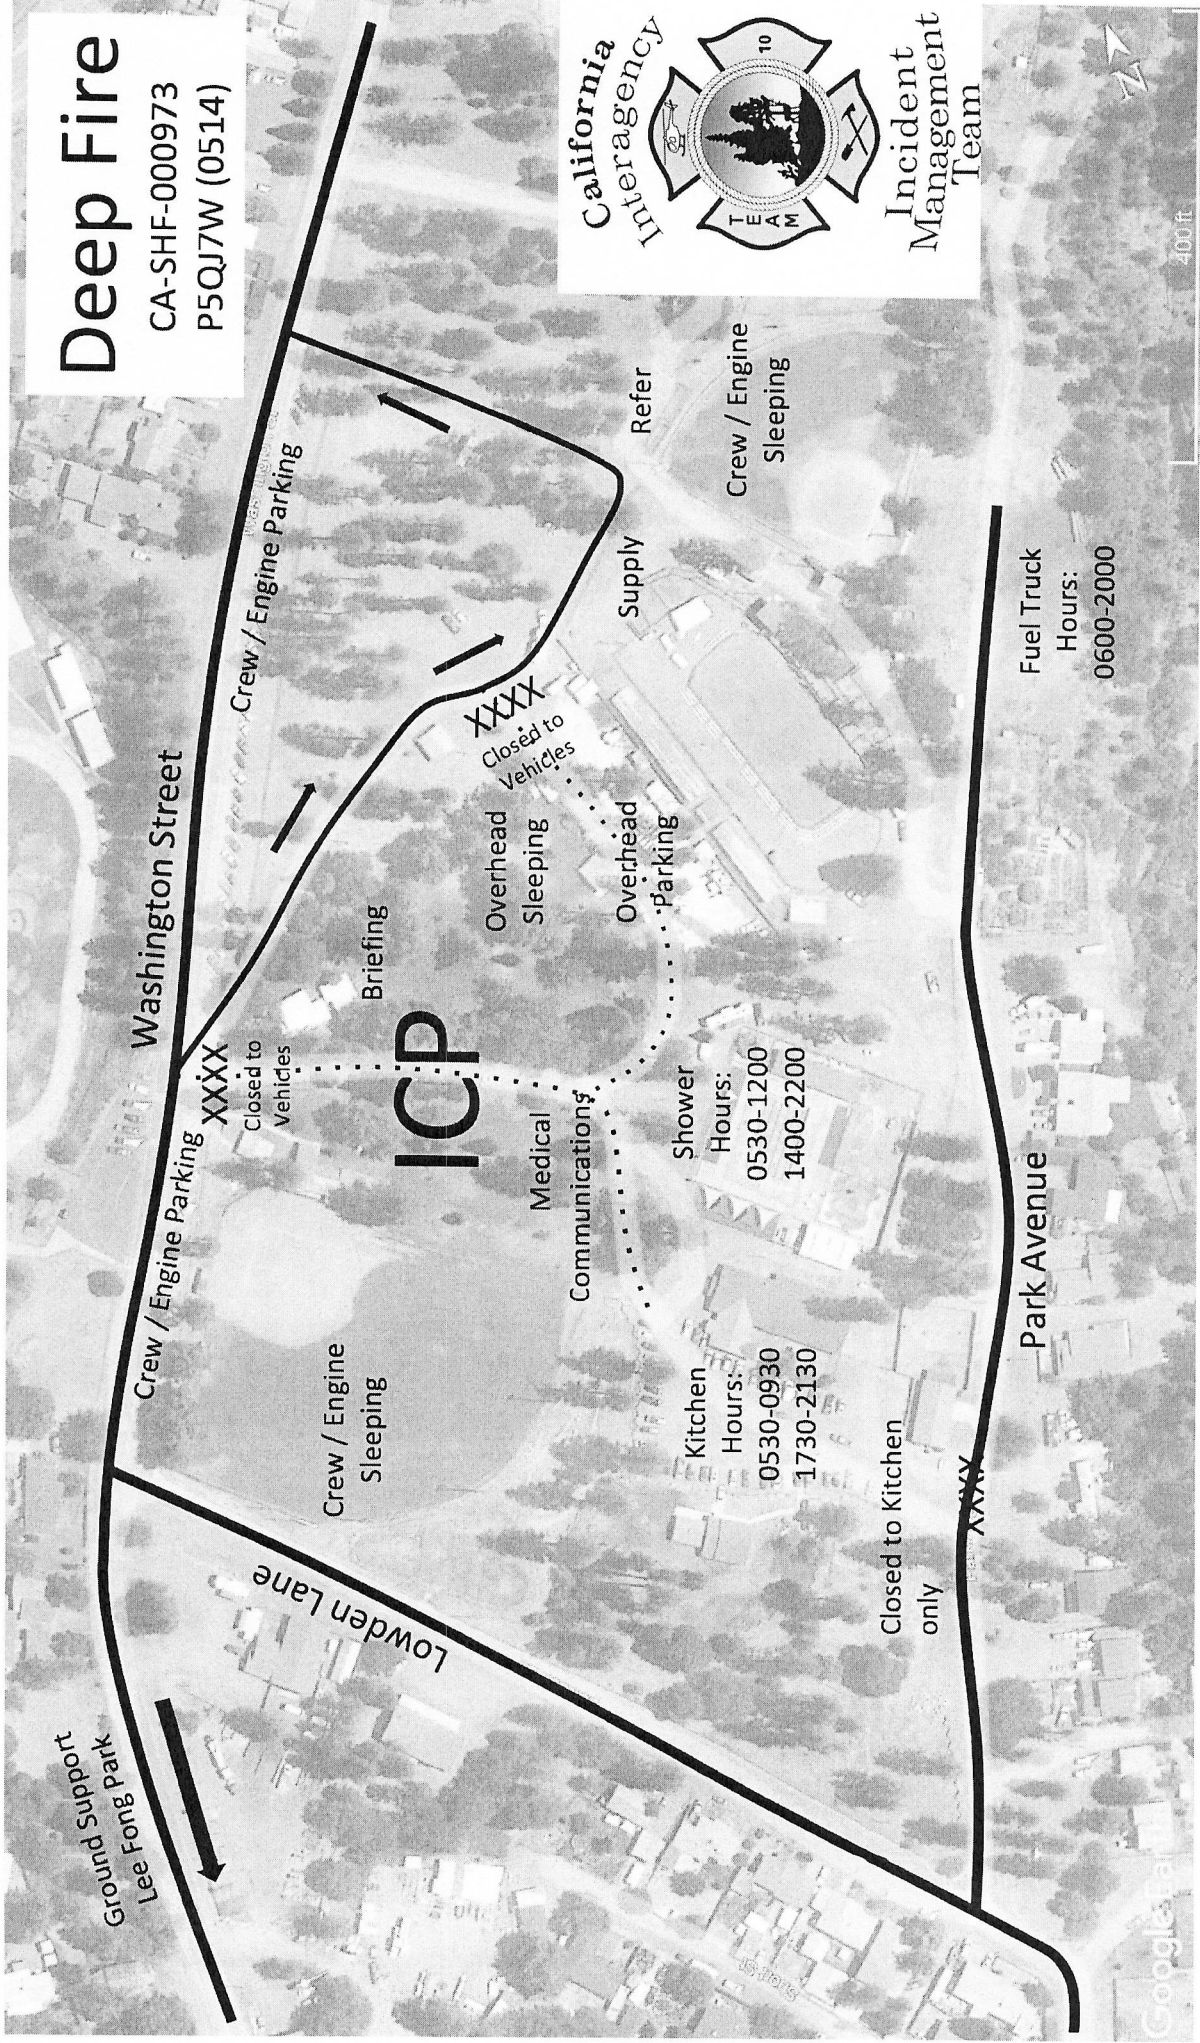 Deep Fire
CA-SHF-000973
P5QJ7W (0514)
California
Interagency
TEAM
10
Incident
Management
Team
N
400 ft
Washington Street
Crew / Engine Parking
Crew / Engine Parking
Ground Support
Lee Fong Park
Lowden Lane
Crew / Engine
Sleeping
XXXX
Closed to
Vehicles
ICP
Briefing
Medical
Communications
Overhead
Sleeping
Overhead
Parking
XXXX
Closed to
Vehicles
Supply
Refer
Crew / Engine
Sleeping
Shower
Hours:
0530-1200
1400-2200
Kitchen
Hours:
0530-0930
1730-2130
Closed to Kitchen
only
XXXX
Park Avenue
Fuel Truck
Hours:
0600-2000
Google